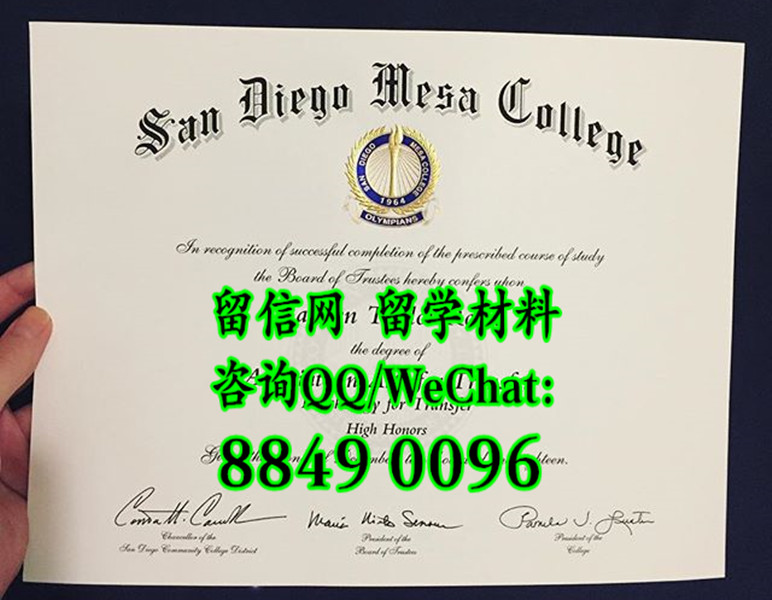 San Diego Mesa College
SAN DIEGO MESA COLLEGE
1964
OLYMPIANS
In recognition of successful completion of the prescribed course of study
the Board of Trustees hereby confers upon
留信网 留学材料
the degree of
咨询QQ/WeChat:
for Transfer
High Honors
8849 0096
Chancellor of the
San Diego Community College District
President of the
Board of Trustees
President of the
College